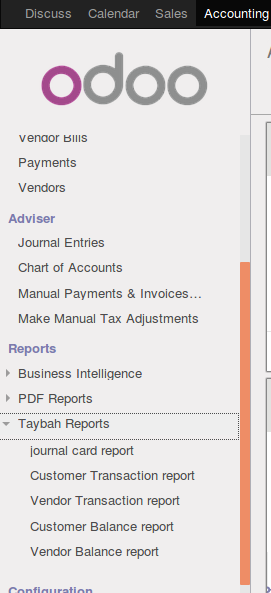 Discuss Calendar Sales Accounting
odoo
Vendor Bills
Payments
Vendors
Adviser
Journal Entries
Chart of Accounts
Manual Payments & Invoices...
Make Manual Tax Adjustments
Reports
Business Intelligence
PDF Reports
Taybah Reports
journal card report
Customer Transaction report
Vendor Transaction report
Customer Balance report
Vendor Balance report
Configuration